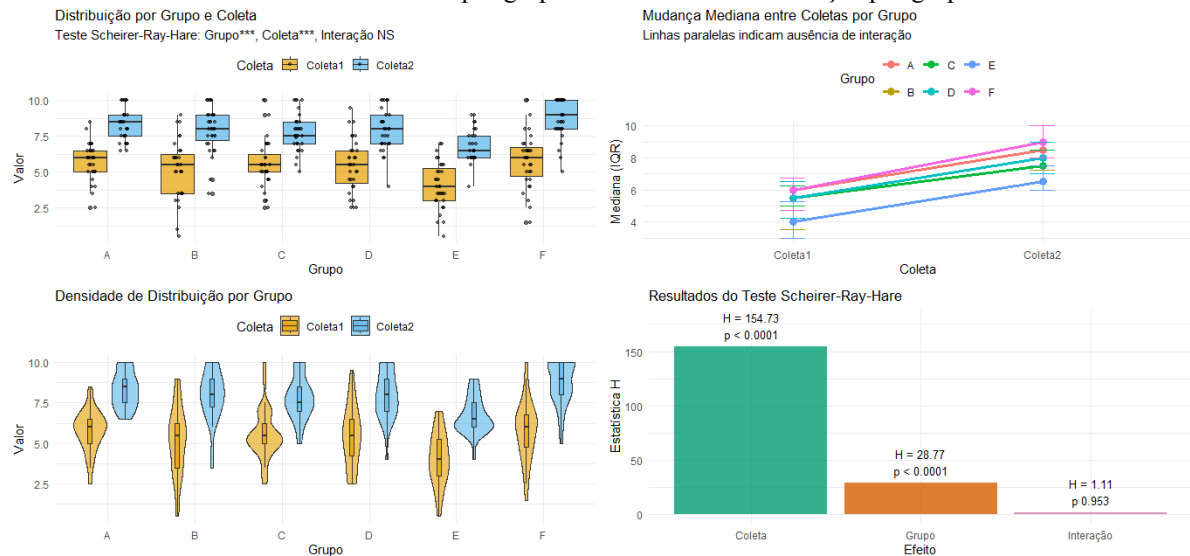 Distribuição por Grupo e Coleta
Teste Scheirer-Ray-Hare: Grupo***, Coleta***, Interação NS
Coleta Coleta1 Coleta2
10.0
7.5
5.0
2.5
Valor
A B C D E F
Grupo
Mudança Mediana entre Coletas por Grupo
Linhas paralelas indicam ausência de interação
Grupo
A C E
B D F
10
8
6
4
Mediana (IQR)
Coleta1 Coleta2
Coleta
Densidade de Distribuição por Grupo
Coleta Coleta1 Coleta2
10.0
7.5
5.0
2.5
Valor
A B C D E F
Grupo
Resultados do Teste Scheirer-Ray-Hare
H = 154.73
p < 0.0001
H = 28.77
p < 0.0001
H = 1.11
p 0.953
150
100
50
0
Estatística H
Coleta Grupo Interação
Efeito